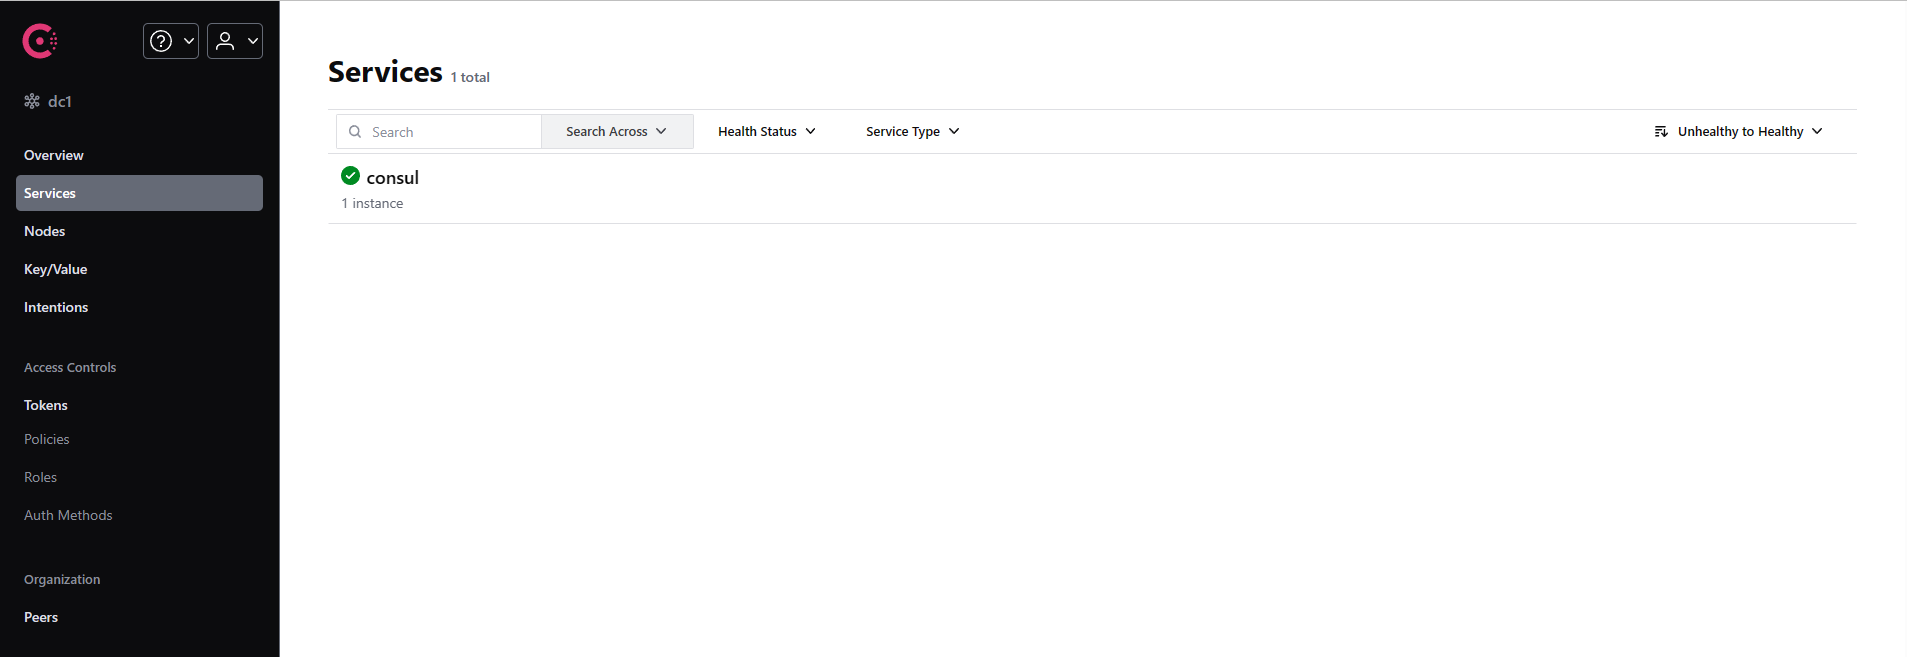 dc1
Overview
Services
Nodes
Key/Value
Intentions
Access Controls
Tokens
Policies
Roles
Auth Methods
Organization
Peers
Services 1 total
Search Search Across Health Status Service Type Unhealthy to Healthy
consul
1 instance